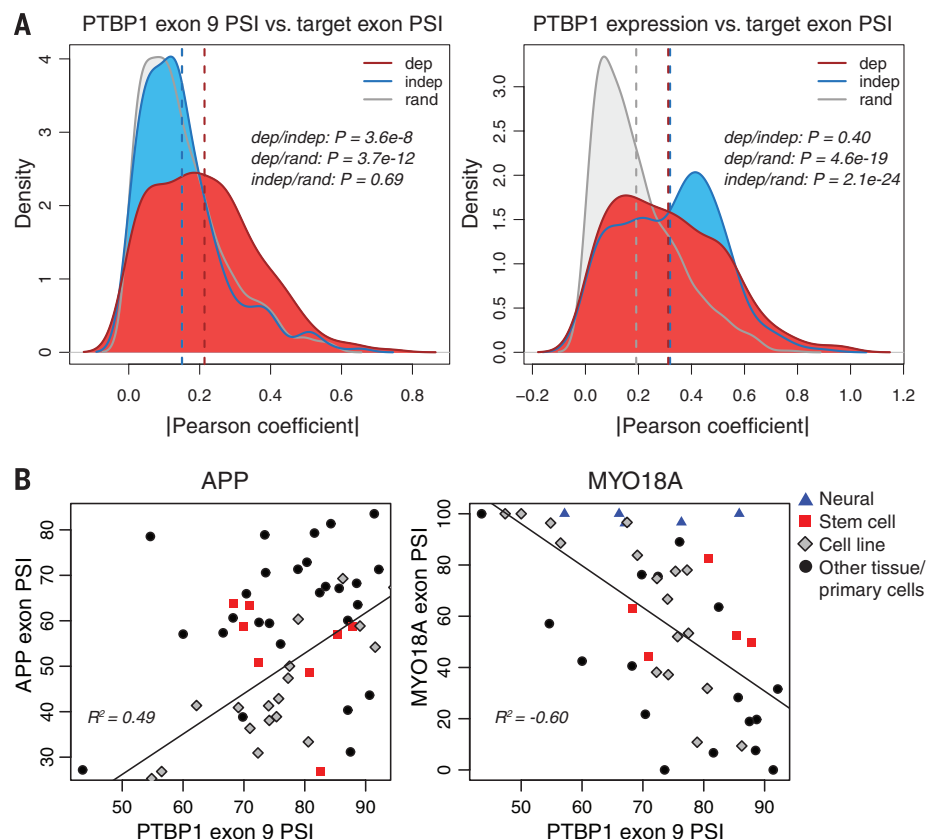 A
PTBP1 exon 9 PSI vs. target exon PSI
Density
0
1
2
3
4
dep
indep
rand
dep/indep: P = 3.6e-8
dep/rand: P = 3.7e-12
indep/rand: P = 0.69
0.0
0.2
0.4
0.6
0.8
|Pearson coefficient|
PTBP1 expression vs. target exon PSI
Density
0.0
0.5
1.0
1.5
2.0
2.5
3.0
dep
indep
rand
dep/indep: P = 0.40
dep/rand: P = 4.6e-19
indep/rand: P = 2.1e-24
−0.2
0.0
0.2
0.4
0.6
0.8
1.0
1.2
|Pearson coefficient|
B
APP
APP exon PSI
30
40
50
60
70
80
R² = 0.49
50
60
70
80
90
PTBP1 exon 9 PSI
MYO18A
MYO18A exon PSI
0
20
40
60
80
100
R² = -0.60
50
60
70
80
90
PTBP1 exon 9 PSI
Neural
Stem cell
Cell line
Other tissue/
primary cells